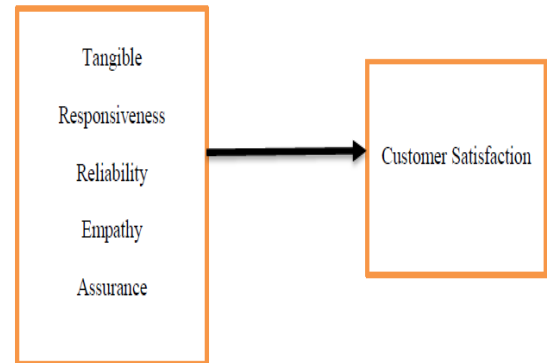 Tangible
Responsiveness
Reliability
Empathy
Assurance
Customer Satisfaction